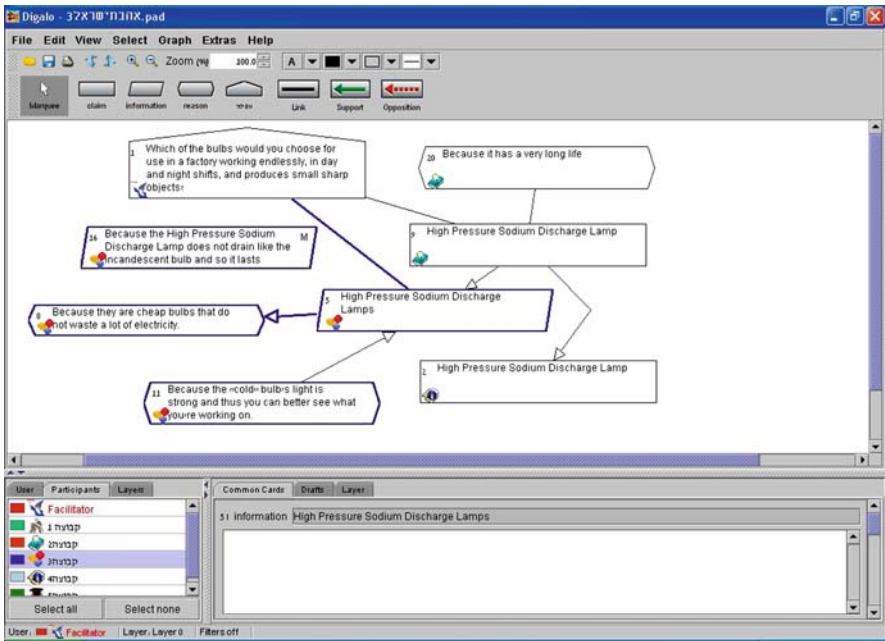 Digalo - 37אהבת ישראל.pad
File Edit View Select Graph Extras Help
Zoom (%) 100.0 A
Marquee claim information reason Link Support Opposition
1 Which of the bulbs would you choose for
use in a factory working endlessly, in day
and night shifts, and produces small sharp
objects?
20 Because it has a very long life
16 Because the High Pressure Sodium M
Discharge Lamp does not drain like the
incandescent bulb and so it lasts
9 High Pressure Sodium Discharge Lamp
5 High Pressure Sodium Discharge
Lamps
8 Because they are cheap bulbs that do
not waste a lot of electricity.
2 High Pressure Sodium Discharge Lamp
11 Because the «cold» bulb›s light is
strong and thus you can better see what
you›re working on.
User Participants Layers
Facilitator
קבוצה 1
קבוצה2
קבוצה3
קבוצה4
Select all Select none
Common Cards Drafts Layer
51 information High Pressure Sodium Discharge Lamps
User: Facilitator Layer: Layer 0 Filters off